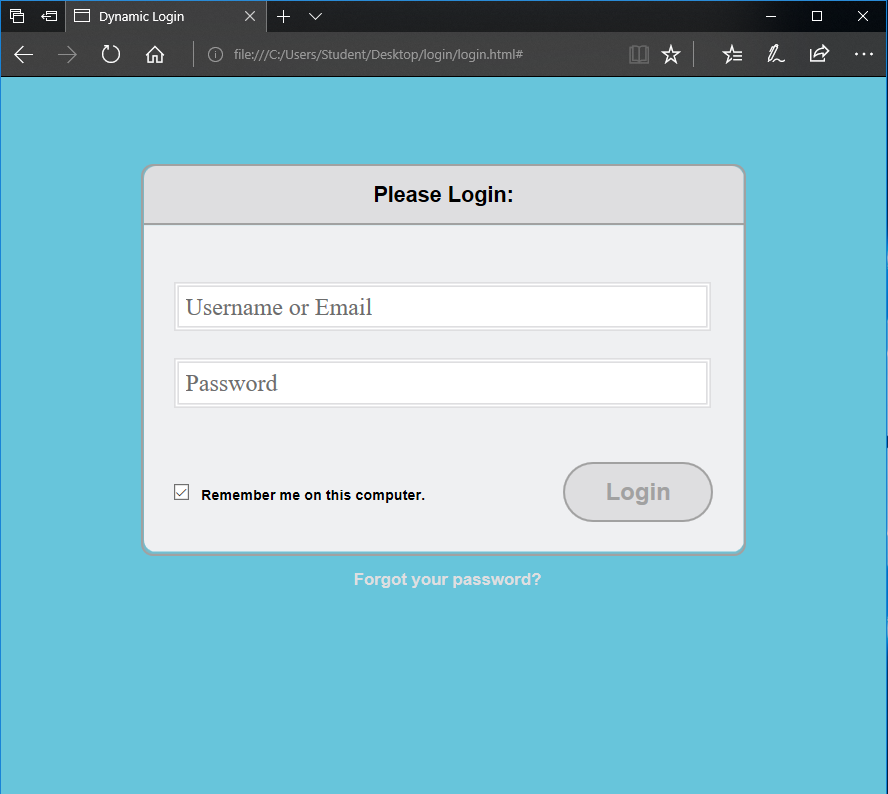 Dynamic Login
file:///C:/Users/Student/Desktop/login/login.html#
Please Login:
Username or Email
Password
Remember me on this computer.
Login
Forgot your password?